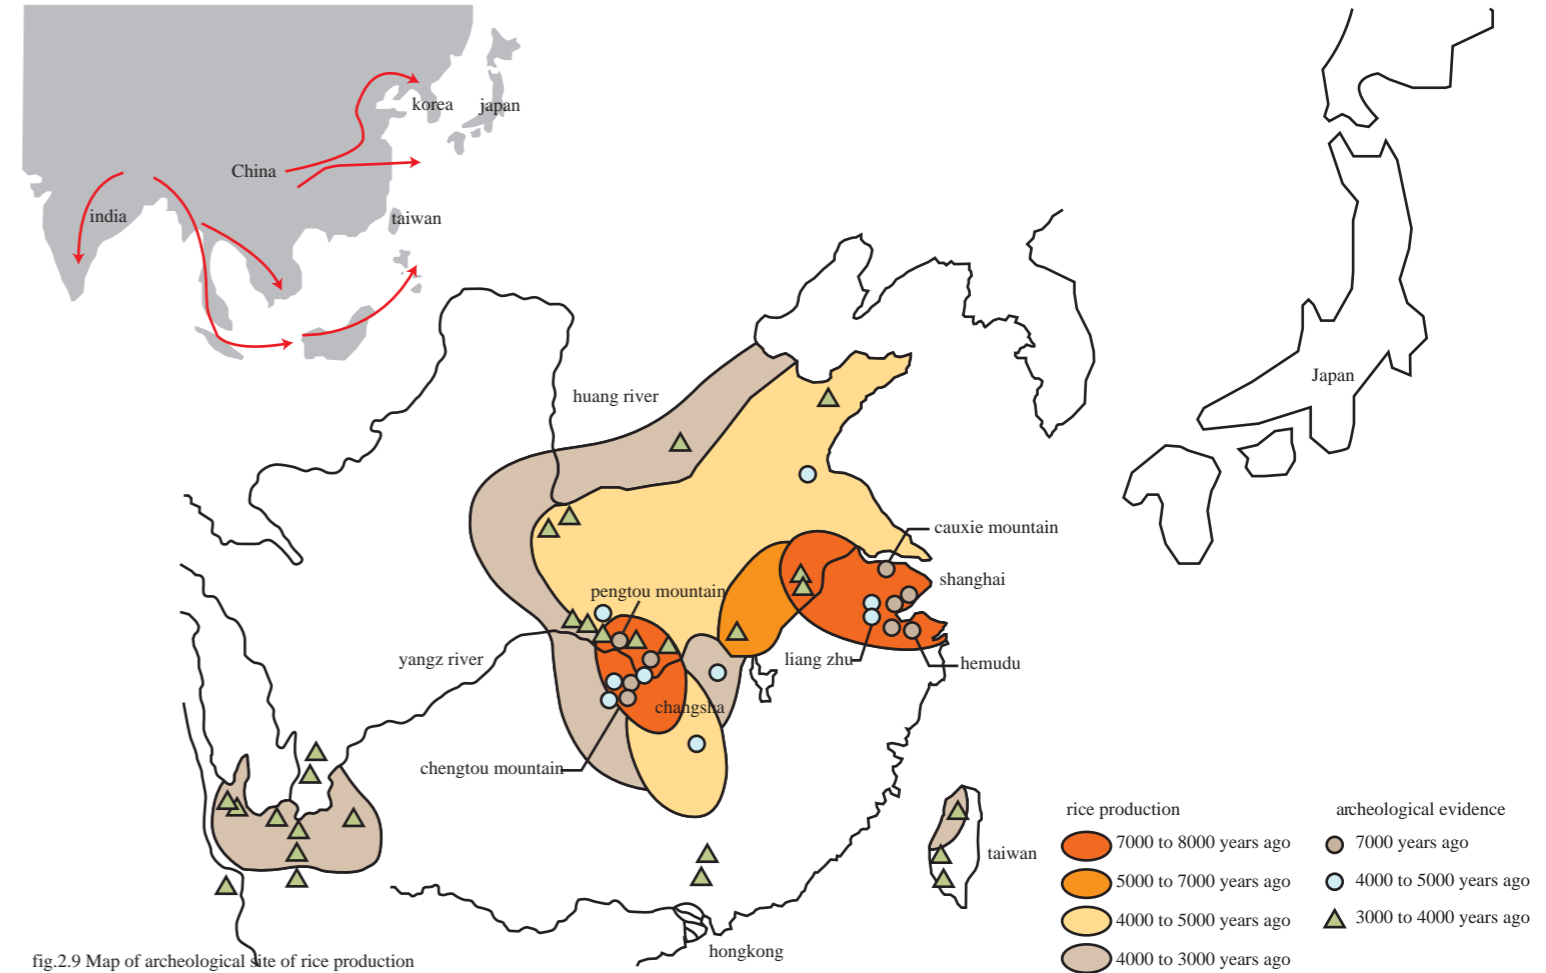 korea
japan
China
india
taiwan
huang river
Japan
cauxie mountain
shanghai
pengtou mountain
yangz river
liang zhu
hemudu
changsha
chengtou mountain
rice production
7000 to 8000 years ago
5000 to 7000 years ago
4000 to 5000 years ago
4000 to 3000 years ago
archeological evidence
7000 years ago
4000 to 5000 years ago
3000 to 4000 years ago
taiwan
hongkong
fig.2.9 Map of archeological site of rice production